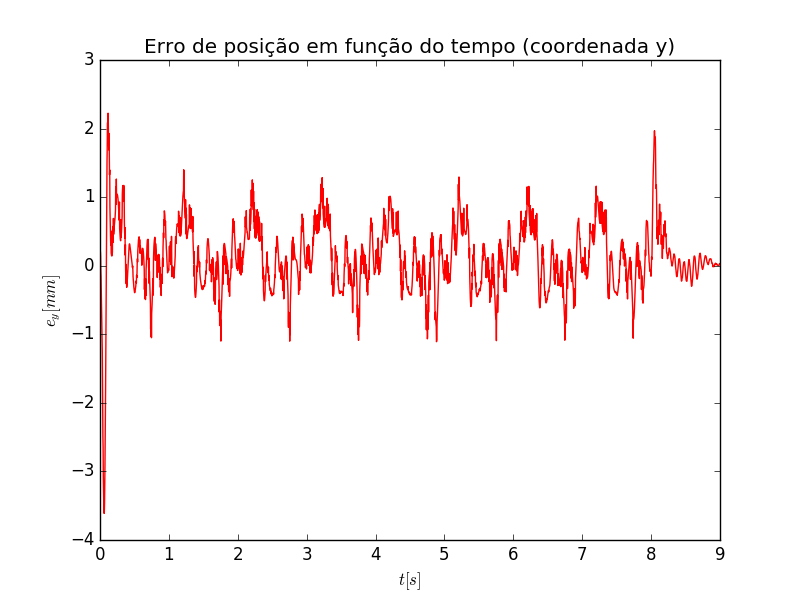 Erro de posição em função do tempo (coordenada y)
3
2
1
0
−1
−2
−3
−4
e_y[mm]
0 1 2 3 4 5 6 7 8 9
t[s]